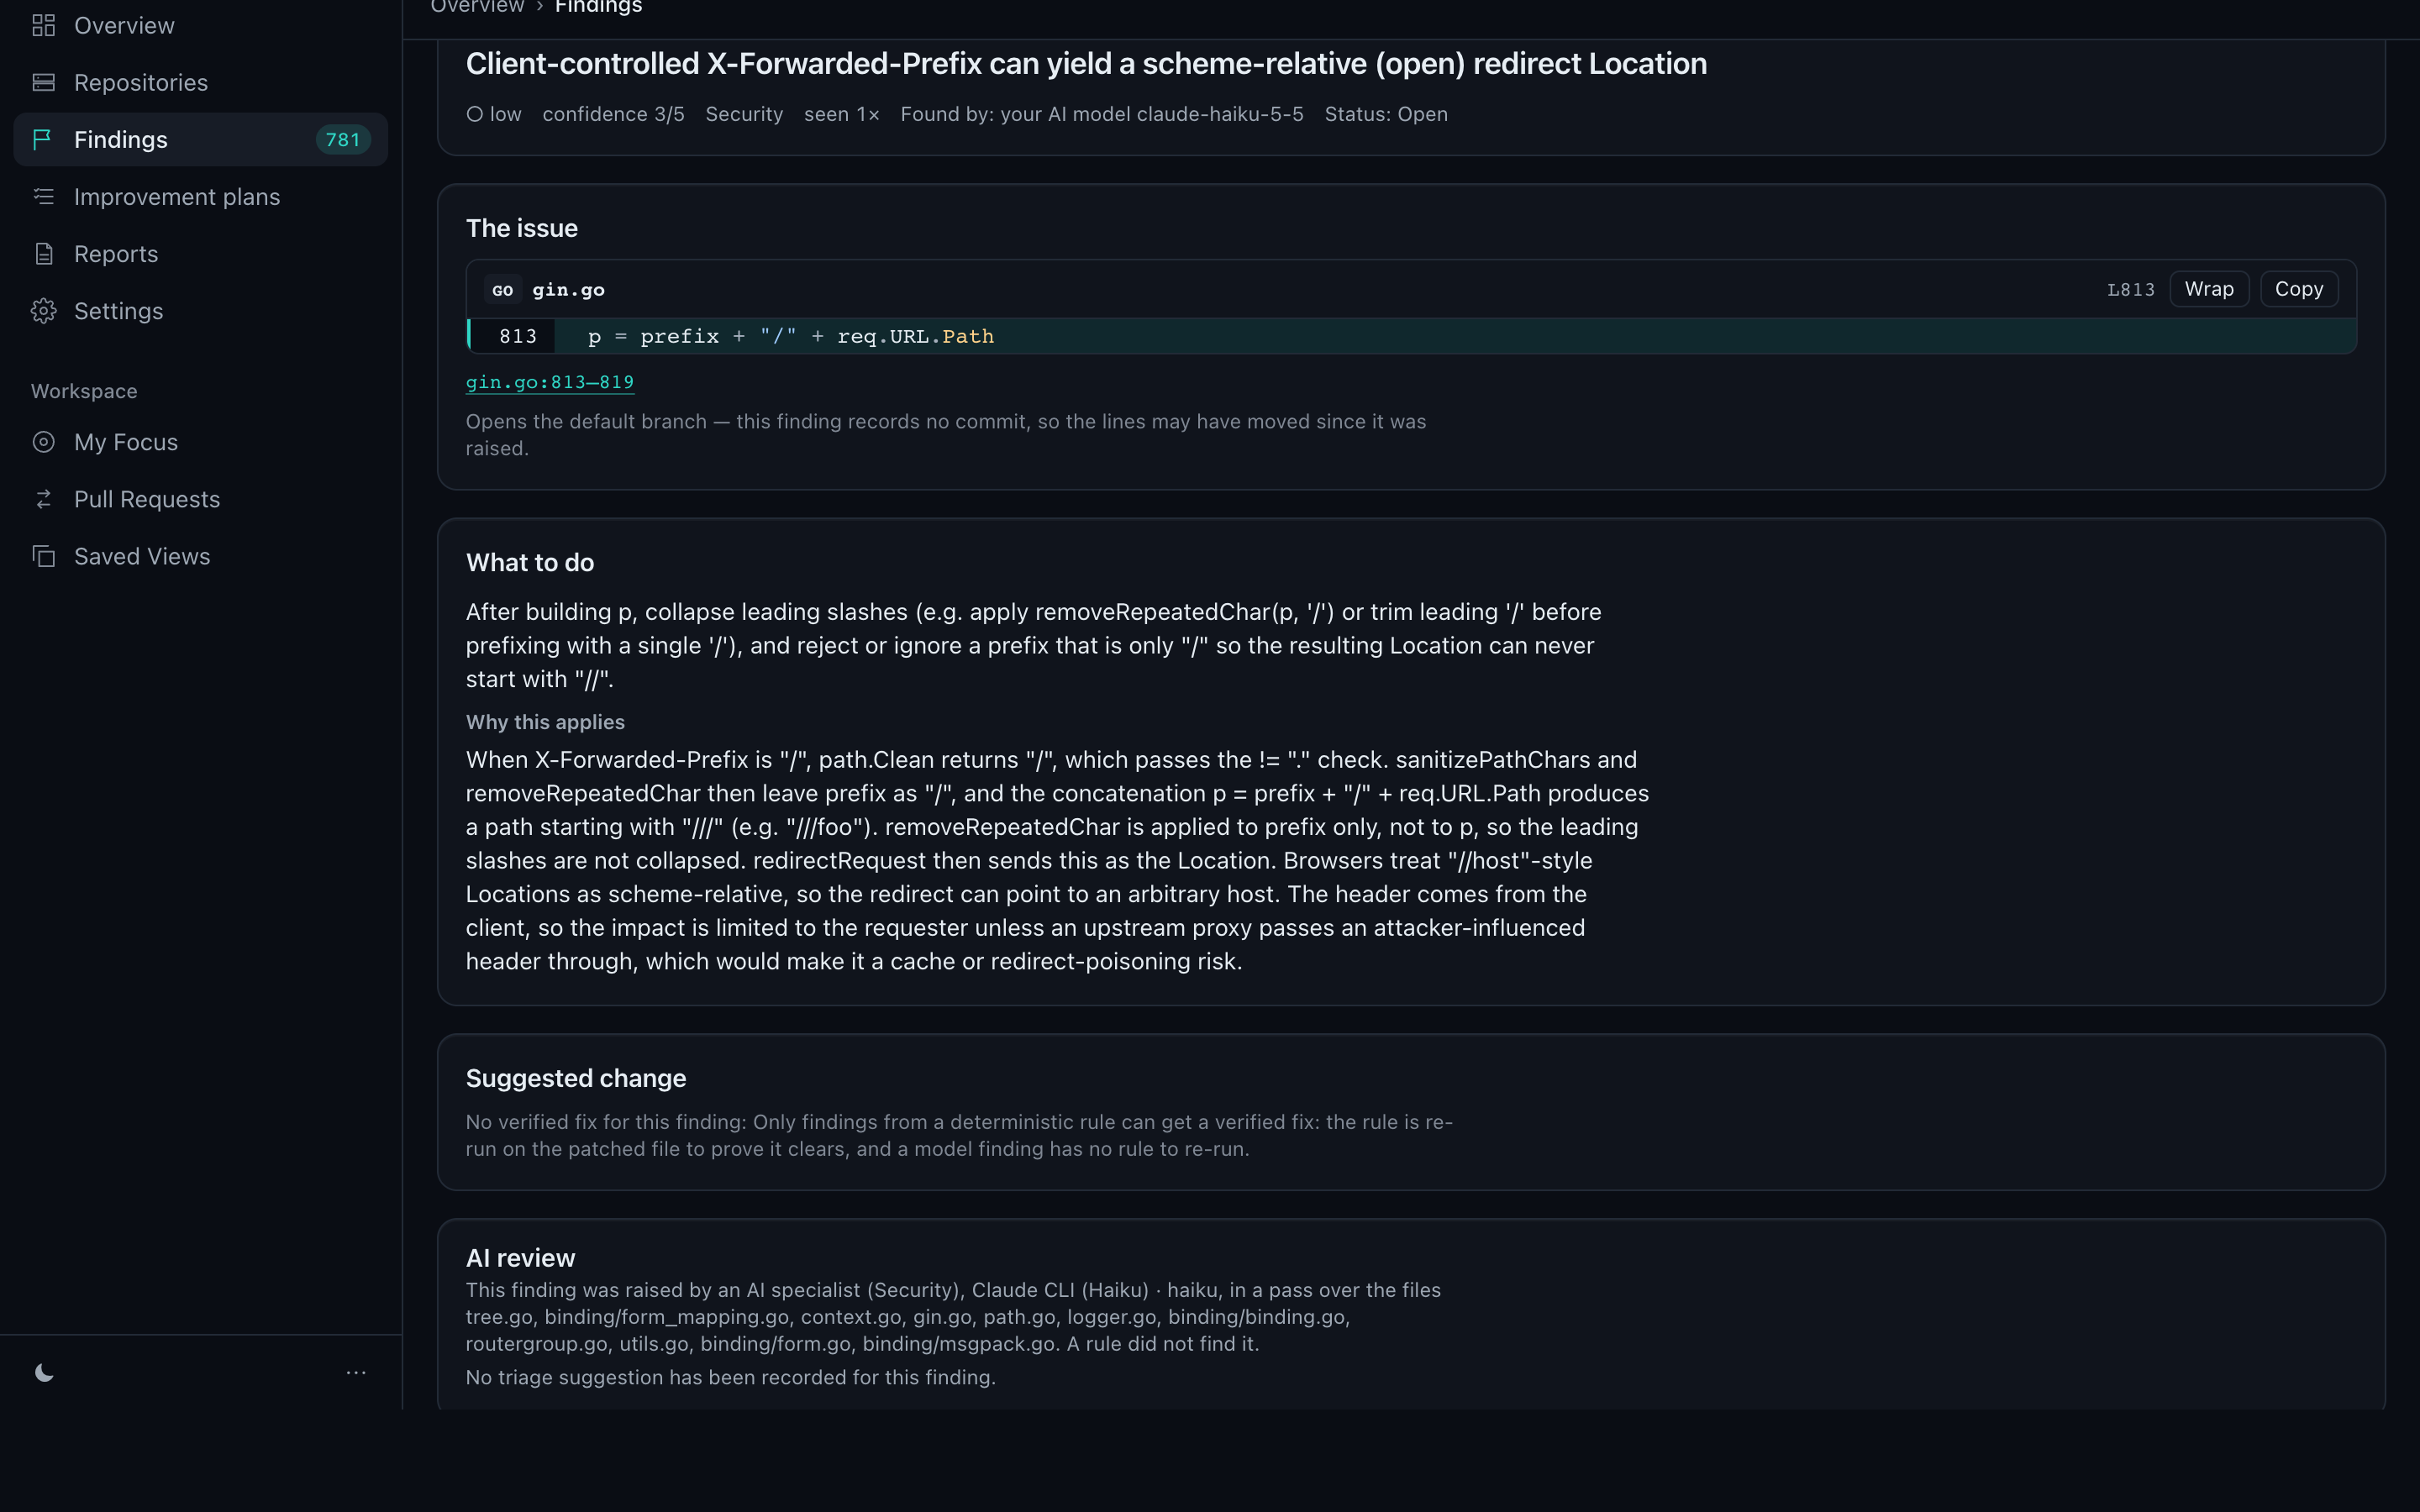 Overview
Repositories
Findings 781
Improvement plans
Reports
Settings
Workspace
My Focus
Pull Requests
Saved Views
···
Overview › Findings
Client-controlled X-Forwarded-Prefix can yield a scheme-relative (open) redirect Location
low confidence 3/5 Security seen 1× Found by: your AI model claude-haiku-5-5 Status: Open
The issue
GO gin.go L813 Wrap Copy
813 p = prefix + "/" + req.URL.Path
gin.go:813–819
Opens the default branch — this finding records no commit, so the lines may have moved since it was
raised.
What to do
After building p, collapse leading slashes (e.g. apply removeRepeatedChar(p, '/') or trim leading '/' before
prefixing with a single '/'), and reject or ignore a prefix that is only "/" so the resulting Location can never
start with "//".
Why this applies
When X-Forwarded-Prefix is "/", path.Clean returns "/", which passes the != "." check. sanitizePathChars and
removeRepeatedChar then leave prefix as "/", and the concatenation p = prefix + "/" + req.URL.Path produces
a path starting with "///" (e.g. "///foo"). removeRepeatedChar is applied to prefix only, not to p, so the leading
slashes are not collapsed. redirectRequest then sends this as the Location. Browsers treat "//host"-style
Locations as scheme-relative, so the redirect can point to an arbitrary host. The header comes from the
client, so the impact is limited to the requester unless an upstream proxy passes an attacker-influenced
header through, which would make it a cache or redirect-poisoning risk.
Suggested change
No verified fix for this finding: Only findings from a deterministic rule can get a verified fix: the rule is re-
run on the patched file to prove it clears, and a model finding has no rule to re-run.
AI review
This finding was raised by an AI specialist (Security), Claude CLI (Haiku) · haiku, in a pass over the files
tree.go, binding/form_mapping.go, context.go, gin.go, path.go, logger.go, binding/binding.go,
routergroup.go, utils.go, binding/form.go, binding/msgpack.go. A rule did not find it.
No triage suggestion has been recorded for this finding.